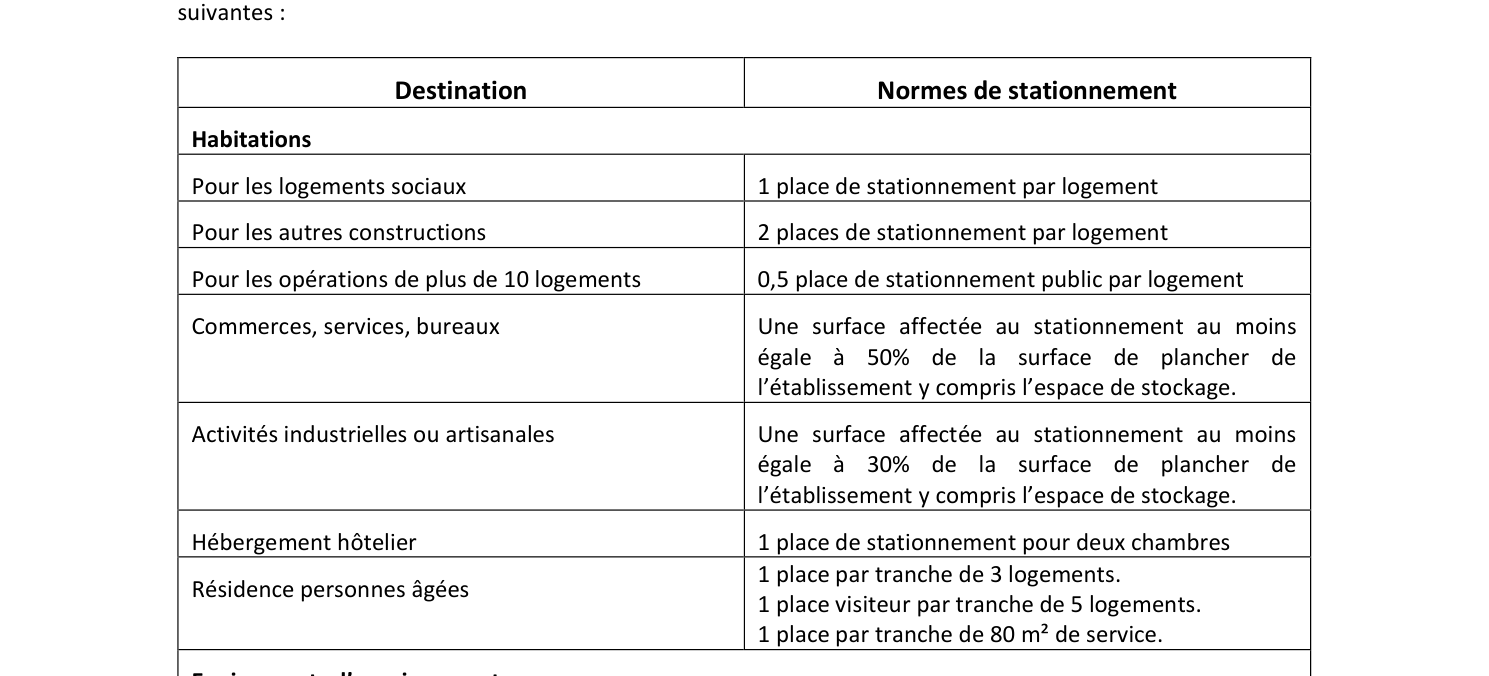 suivantes :
Destination
Normes de stationnement
Habitations
Pour les logements sociaux
1 place de stationnement par logement
Pour les autres constructions
2 places de stationnement par logement
Pour les opérations de plus de 10 logements
0,5 place de stationnement public par logement
Commerces, services, bureaux
Une surface affectée au stationnement au moins
égale à 50% de la surface de plancher de
l’établissement y compris l’espace de stockage.
Activités industrielles ou artisanales
Une surface affectée au stationnement au moins
égale à 30% de la surface de plancher de
l’établissement y compris l’espace de stockage.
Hébergement hôtelier
1 place de stationnement pour deux chambres
Résidence personnes âgées
1 place par tranche de 3 logements.
1 place visiteur par tranche de 5 logements.
1 place par tranche de 80 m² de service.